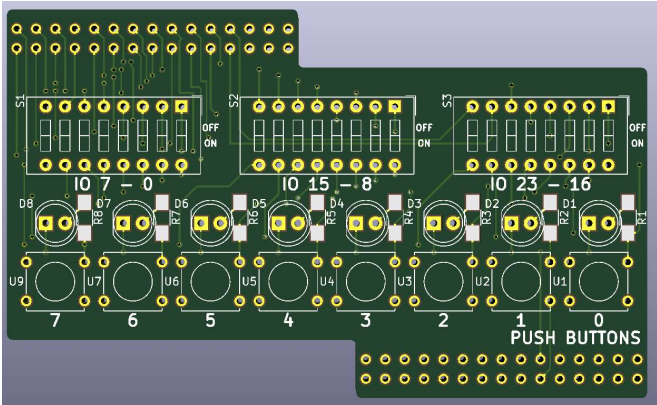 S1 S2 S3
OFF OFF OFF
ON ON ON
IO 7 - 0 IO 15 - 8 IO 23 - 16
D8 R8 D7 R7 D6 R6 D5 R5 D4 R4 D3 R3 D2 R2 D1 R1
U9 U7 U6 U5 U4 U3 U2 U1
7 6 5 4 3 2 1 0
PUSH BUTTONS